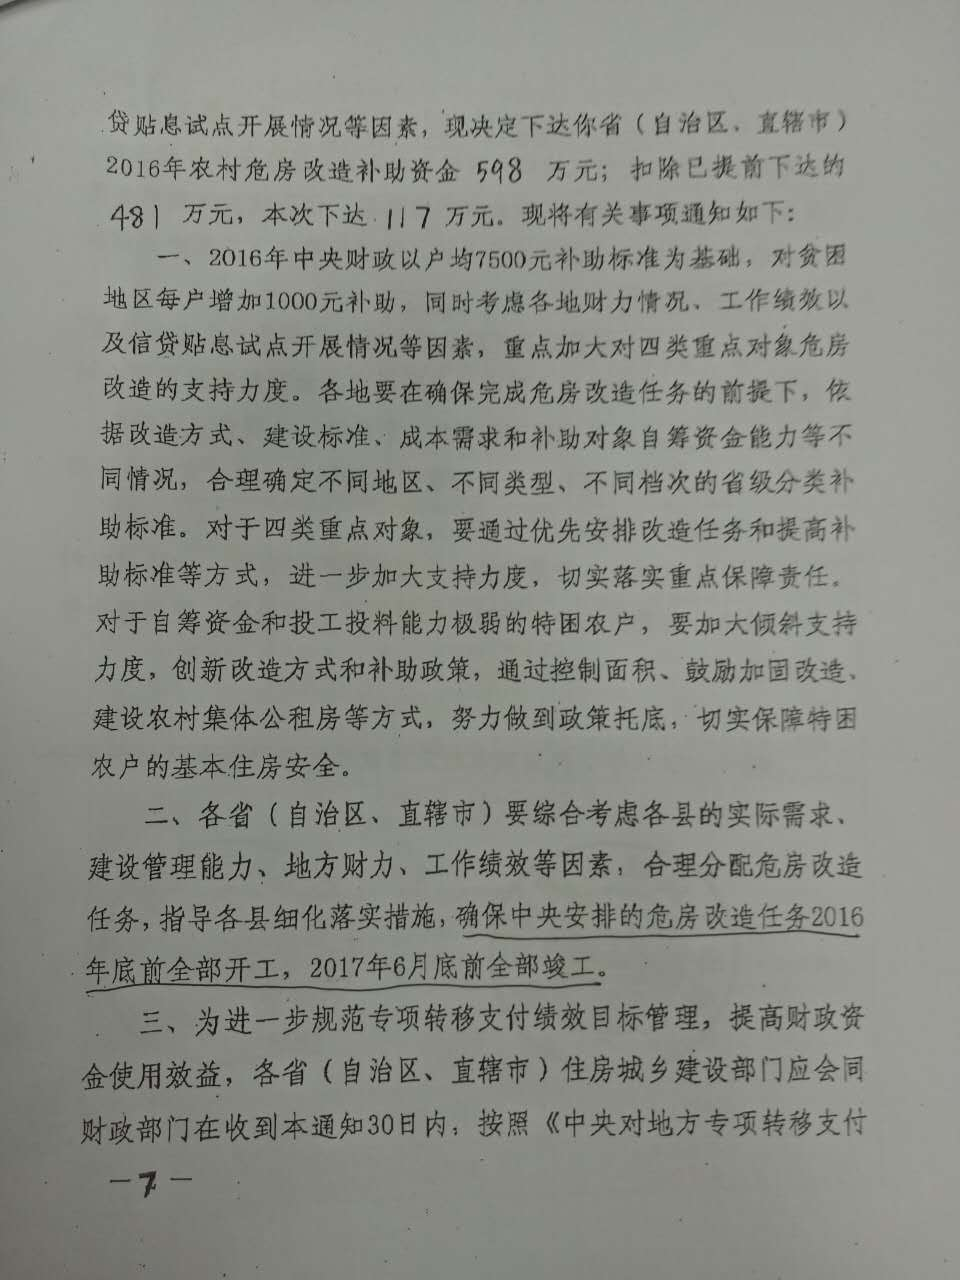 贷贴息试点开展情况等因素，现决定下达你省（自治区、直辖市）
2016年农村危房改造补助资金 598 万元；扣除已提前下达的
481 万元，本次下达 117 万元。现将有关事项通知如下：
一、2016年中央财政以户均7500元补助标准为基础，对贫困
地区每户增加1000元补助，同时考虑各地财力情况、工作绩效以
及信贷贴息试点开展情况等因素，重点加大对四类重点对象危房
改造的支持力度。各地要在确保完成危房改造任务的前提下，依
据改造方式、建设标准、成本需求和补助对象自筹资金能力等不
同情况，合理确定不同地区、不同类型、不同档次的省级分类补
助标准。对于四类重点对象，要通过优先安排改造任务和提高补
助标准等方式，进一步加大支持力度，切实落实重点保障责任。
对于自筹资金和投工投料能力极弱的特困农户，要加大倾斜支持
力度，创新改造方式和补助政策，通过控制面积、鼓励加固改造、
建设农村集体公租房等方式，努力做到政策托底，切实保障特困
农户的基本住房安全。
二、各省（自治区、直辖市）要综合考虑各县的实际需求、
建设管理能力、地方财力、工作绩效等因素，合理分配危房改造
任务，指导各县细化落实措施，确保中央安排的危房改造任务2016
年底前全部开工，2017年6月底前全部竣工。
三、为进一步规范专项转移支付绩效目标管理，提高财政资
金使用效益，各省（自治区、直辖市）住房城乡建设部门应会同
财政部门在收到本通知30日内，按照《中央对地方专项转移支付
—7—